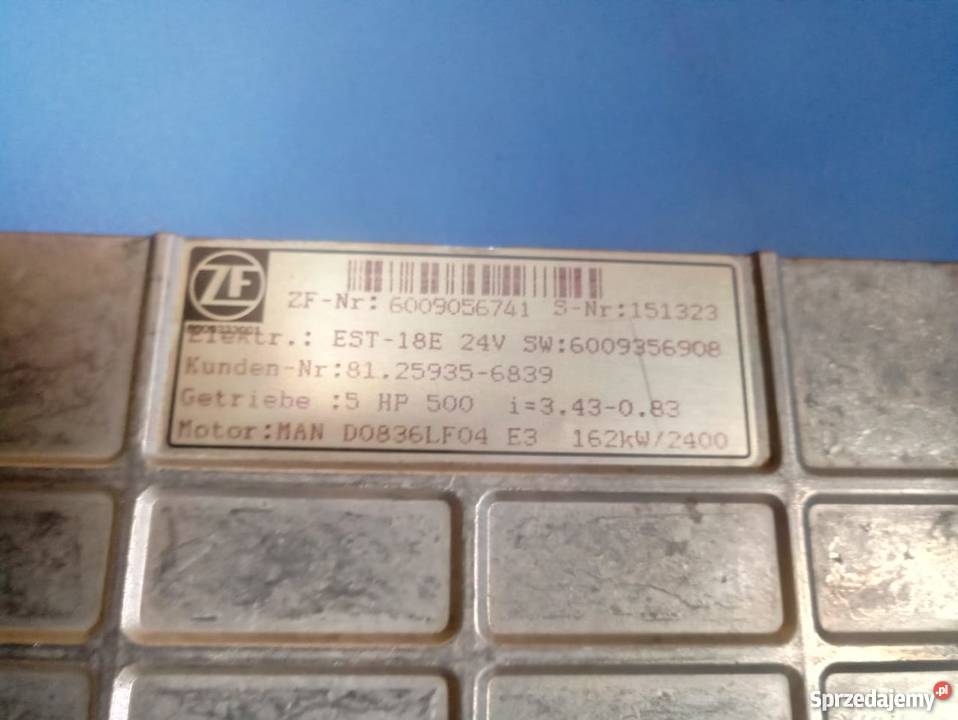 ZF
ZF-Nr: 6009056741 S-Nr:151323
Elektr.: EST-18E 24V SW:6009356908
Kunden-Nr:81.25935-6839
Getriebe :5 HP 500 i=3.43-0.83
Motor:MAN D0836LF04 E3 162kW/2400
Sprzedajemy.pl